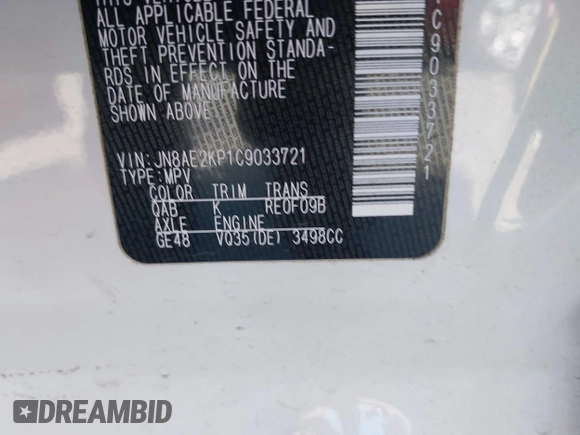 ALL APPLICABLE FEDERAL
MOTOR VEHICLE SAFETY AND
THEFT PREVENTION STANDA-
RDS IN EFFECT ON THE
DATE OF MANUFACTURE
SHOWN ABOVE.
VIN: JN8AE2KP1C9033721
TYPE: MPV
COLOR TRIM TRANS
QAB K RE0F09B
AXLE ENGINE
GE48 VQ35(DE) 3498CC
1C9033721
DREAMBID